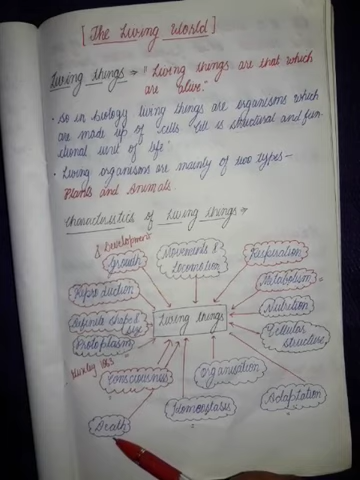 [The Living World]
Living things → "Living things are that which
are alive."
• So in biology living things are organisms which
are made up of cells 'Cell is structural and fun-
tional unit of life'.
• Living organisms are mainly of two types—
Plants and Animals
Characteristics of Living things →
& Development
Growth
Movements &
Locomotion
Respiration
Reproduction
Metabolism
Definite shape &
size
Living things
Nutrition
Protoplasm
Cellular
structure
Huxley 1863
Consciousness
Organisation
Homeostasis
Adaptation
Death